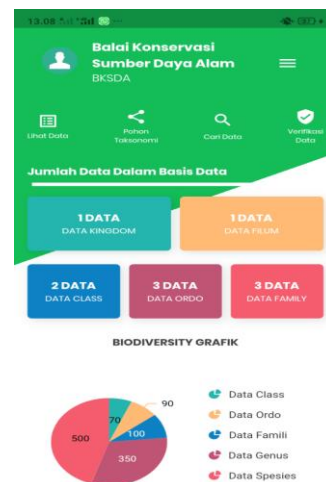 13.08
Balai Konservasi
Sumber Daya Alam
BKSDA
Lihat Data
Pohon
Taksonomi
Cari Data
Verifikasi
Data
Jumlah Data Dalam Basis Data
1 DATA
DATA KINGDOM
1 DATA
DATA FILUM
2 DATA
DATA CLASS
3 DATA
DATA ORDO
3 DATA
DATA FAMILY
BIODIVERSITY GRAFIK
70
90
100
350
500
Data Class
Data Ordo
Data Famili
Data Genus
Data Spesies